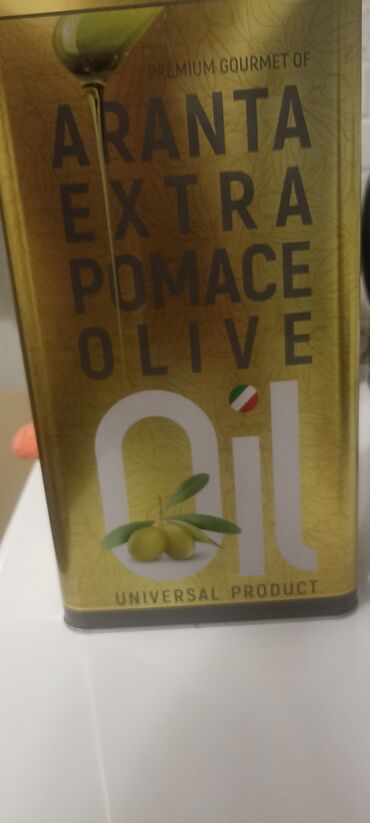 PREMIUM GOURMET OF
ARANTA
EXTRA
POMACE
OLIVE
Oil
UNIVERSAL PRODUCT